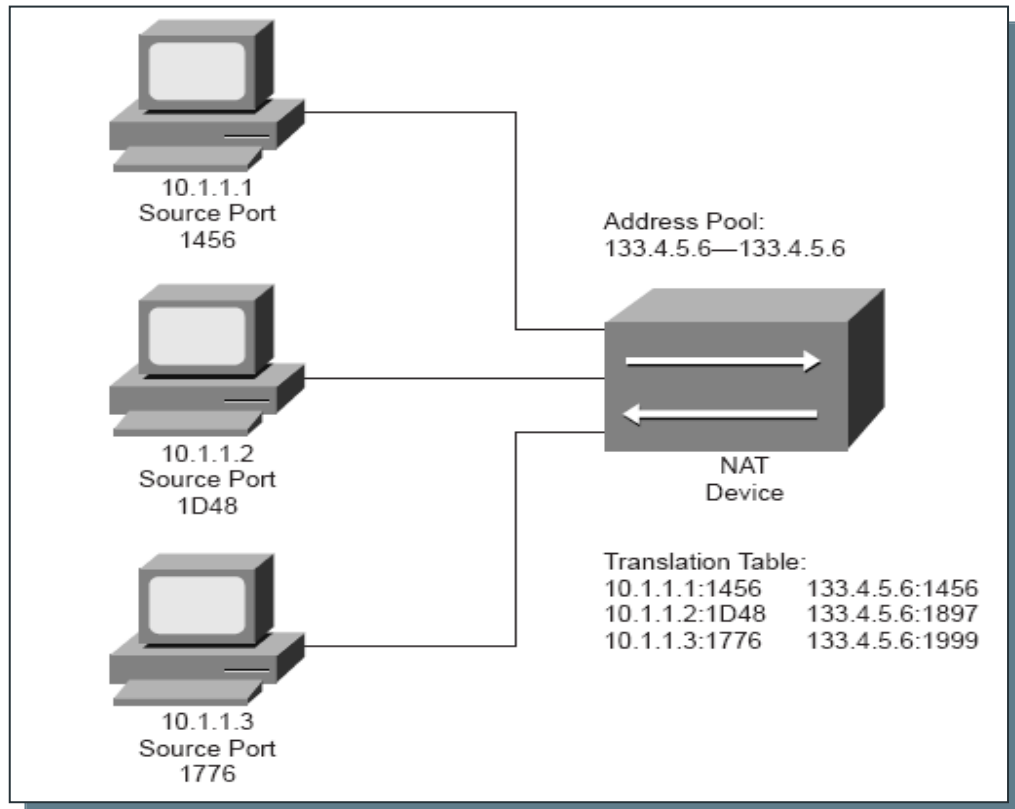 10.1.1.1
Source Port
1456
10.1.1.2
Source Port
1D48
10.1.1.3
Source Port
1776
Address Pool:
133.4.5.6—133.4.5.6
NAT
Device
Translation Table:
10.1.1.1:1456 133.4.5.6:1456
10.1.1.2:1D48 133.4.5.6:1897
10.1.1.3:1776 133.4.5.6:1999